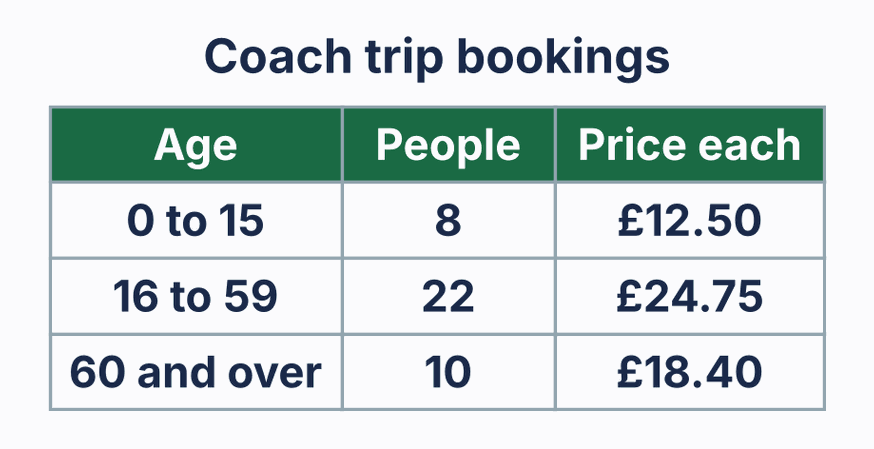 Coach trip bookings
Age People Price each
0 to 15 8 £12.50
16 to 59 22 £24.75
60 and over 10 £18.40